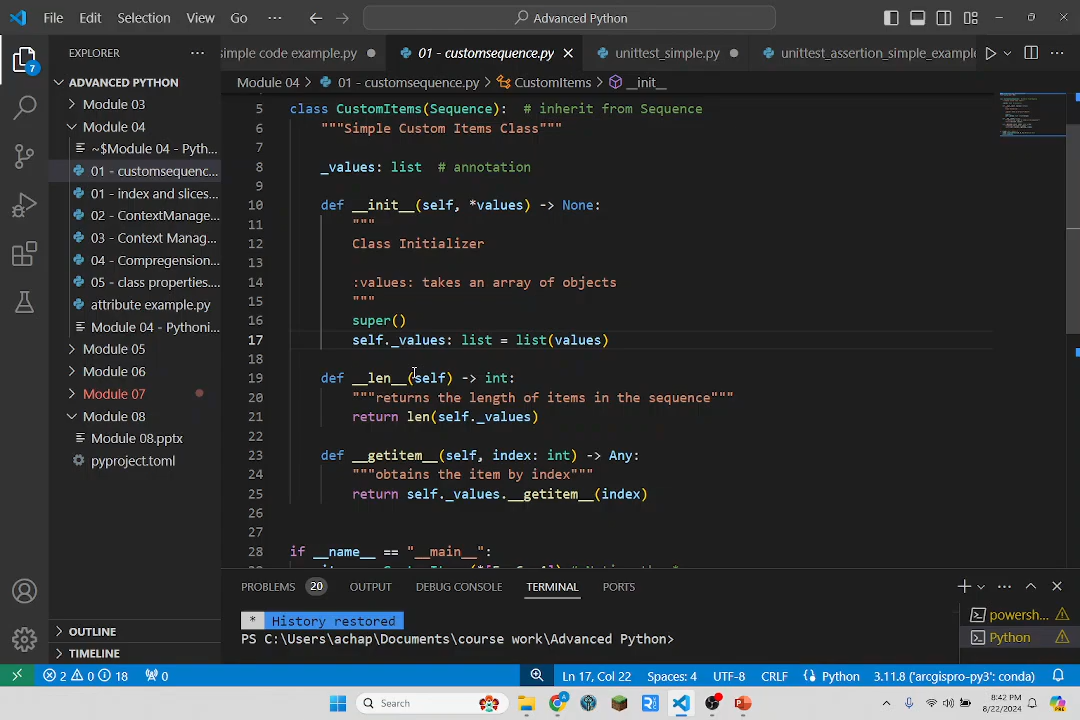 File Edit Selection View Go ··· Advanced Python
EXPLORER ···
simple code example.py
01 - customsequence.py
unittest_simple.py
unittest_assertion_simple_example
Module 04 > 01 - customsequence.py > CustomItems > __init__
ADVANCED PYTHON
Module 03
Module 04
~$Module 04 - Pyth...
01 - customsequenc...
01 - index and slices...
02 - ContextManage...
03 - Context Manag...
04 - Compregension...
05 - class properties....
attribute example.py
Module 04 - Pythoni...
Module 05
Module 06
Module 07
Module 08
Module 08.pptx
pyproject.toml
OUTLINE
TIMELINE
7
5 class CustomItems(Sequence): # inherit from Sequence
6 """Simple Custom Items Class"""
7
8 _values: list # annotation
9
10 def __init__(self, *values) -> None:
11 """
12 Class Initializer
13
14 :values: takes an array of objects
15 """
16 super()
17 self._values: list = list(values)
18
19 def __len__(self) -> int:
20 """returns the length of items in the sequence"""
21 return len(self._values)
22
23 def __getitem__(self, index: int) -> Any:
24 """obtains the item by index"""
25 return self._values.__getitem__(index)
26
27
28 if __name__ == "__main__":
PROBLEMS 20 OUTPUT DEBUG CONSOLE TERMINAL PORTS
* History restored
PS C:\Users\achap\Documents\course work\Advanced Python>
powersh...
Python
2 0 18 0 Ln 17, Col 22 Spaces: 4 UTF-8 CRLF Python 3.11.8 ('arcgispro-py3': conda)
Search
8:42 PM
8/22/2024